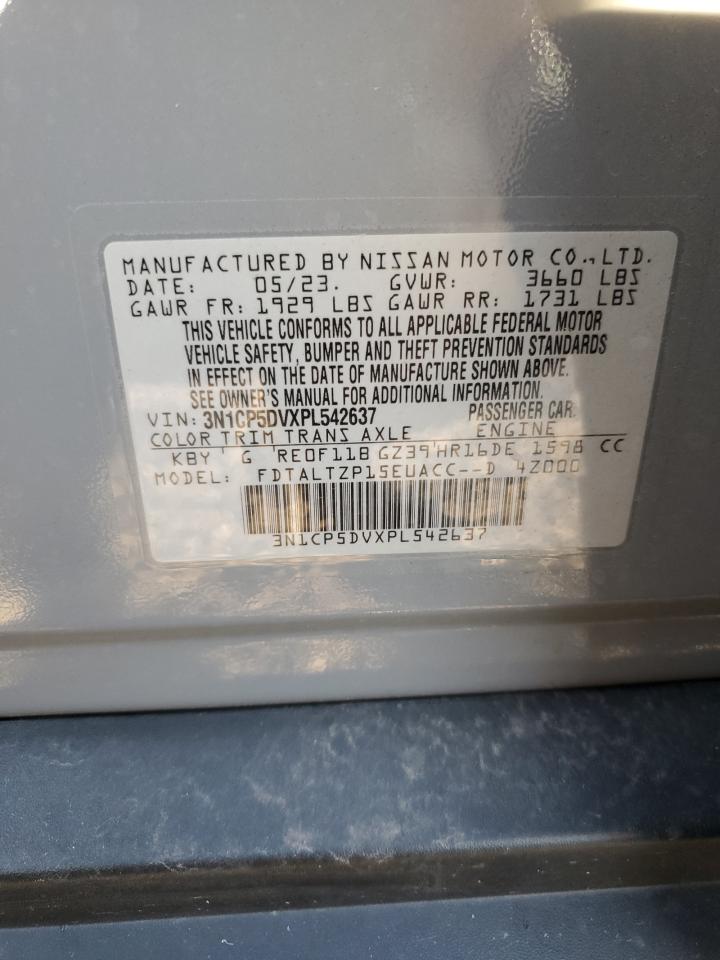 MANUFACTURED BY NISSAN MOTOR CO., LTD.
DATE: 05/23. GVWR: 3660 LBS
GAWR FR: 1929 LBS GAWR RR: 1731 LBS
THIS VEHICLE CONFORMS TO ALL APPLICABLE FEDERAL MOTOR
VEHICLE SAFETY, BUMPER AND THEFT PREVENTION STANDARDS
IN EFFECT ON THE DATE OF MANUFACTURE SHOWN ABOVE.
SEE OWNER'S MANUAL FOR ADDITIONAL INFORMATION.
VIN: 3N1CP5DVXPL542637 PASSENGER CAR
COLOR TRIM TRANS AXLE ENGINE
KBY G RE0F11B GZ39 HR16DE 1598 CC
MODEL: FDTALTZP15EUACC--D 4Z000
3N1CP5DVXPL542637